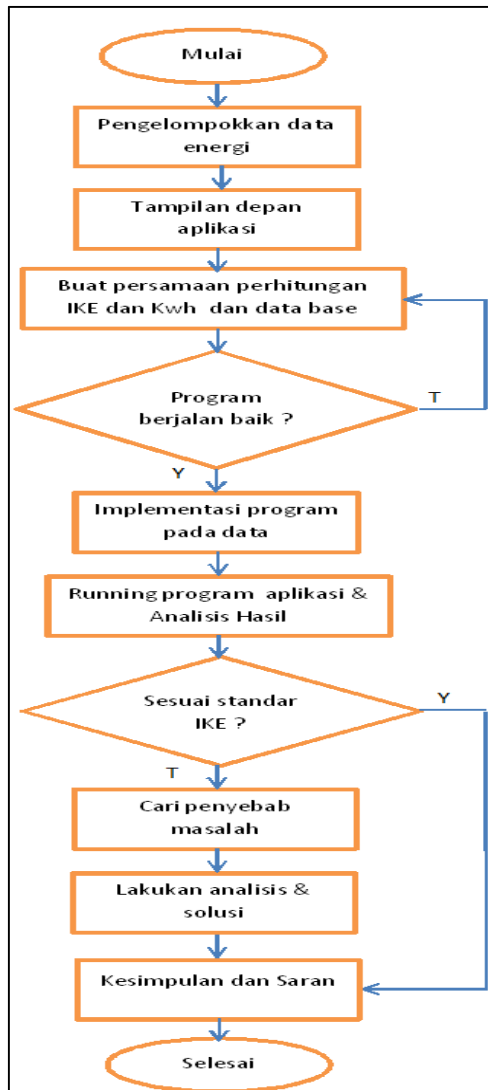 Mulai
Pengelompokkan data
energi
Tampilan depan
aplikasi
Buat persamaan perhitungan
IKE dan Kwh dan data base
Program
berjalan baik ?
T
Y
Implementasi program
pada data
Running program aplikasi &
Analisis Hasil
Sesuai standar
IKE ?
Y
T
Cari penyebab
masalah
Lakukan analisis &
solusi
Kesimpulan dan Saran
Selesai